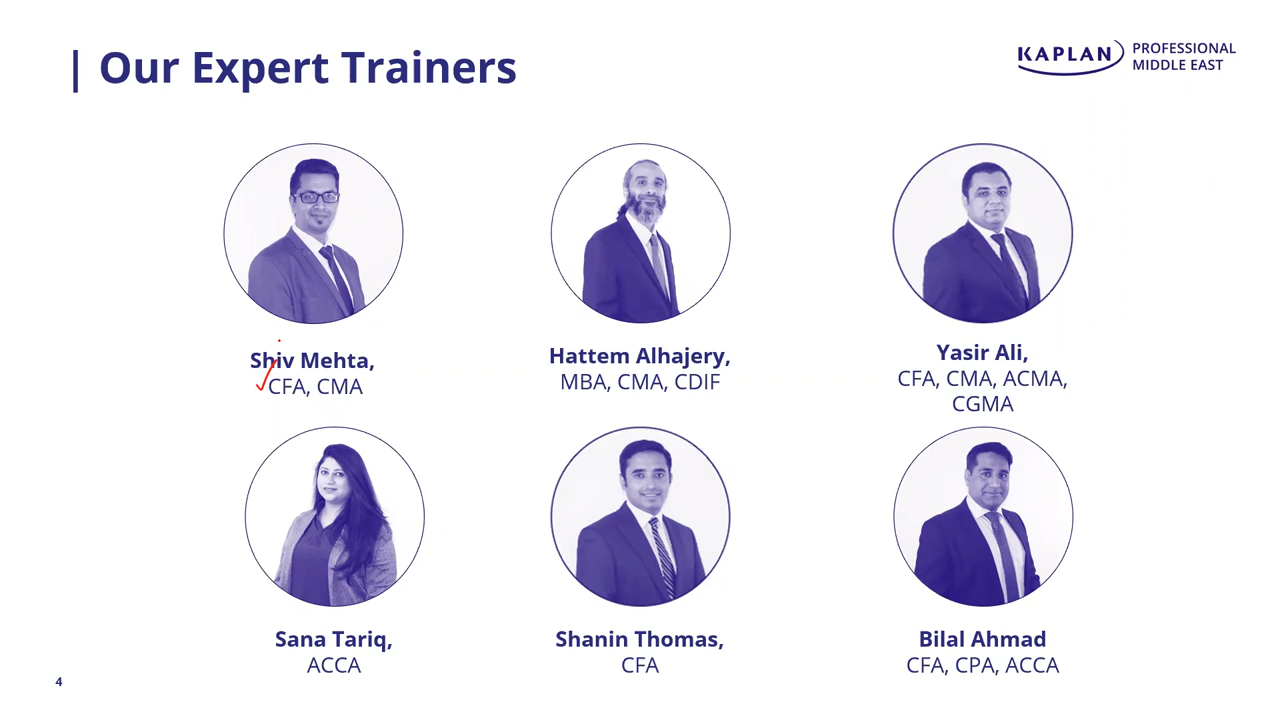 | Our Expert Trainers
KAPLAN PROFESSIONAL
MIDDLE EAST
Shiv Mehta,
CFA, CMA
Hattem Alhajery,
MBA, CMA, CDIF
Yasir Ali,
CFA, CMA, ACMA,
CGMA
Sana Tariq,
ACCA
Shanin Thomas,
CFA
Bilal Ahmad
CFA, CPA, ACCA
4